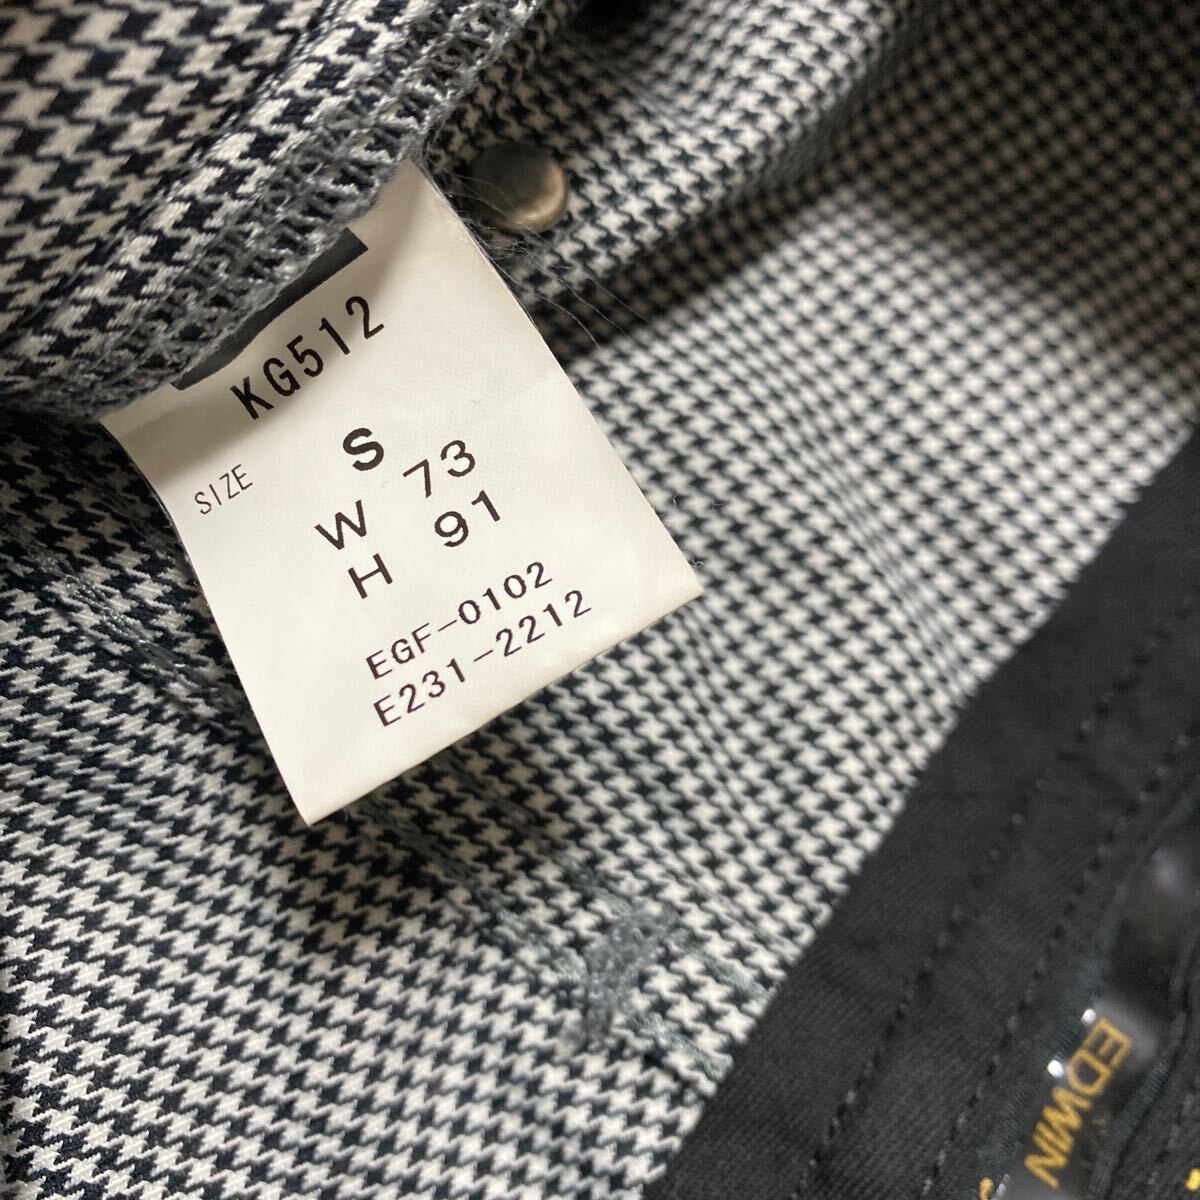 KG512
SIZE S
W 73
H 91
EGF-0102
E231-2212
EDWIN